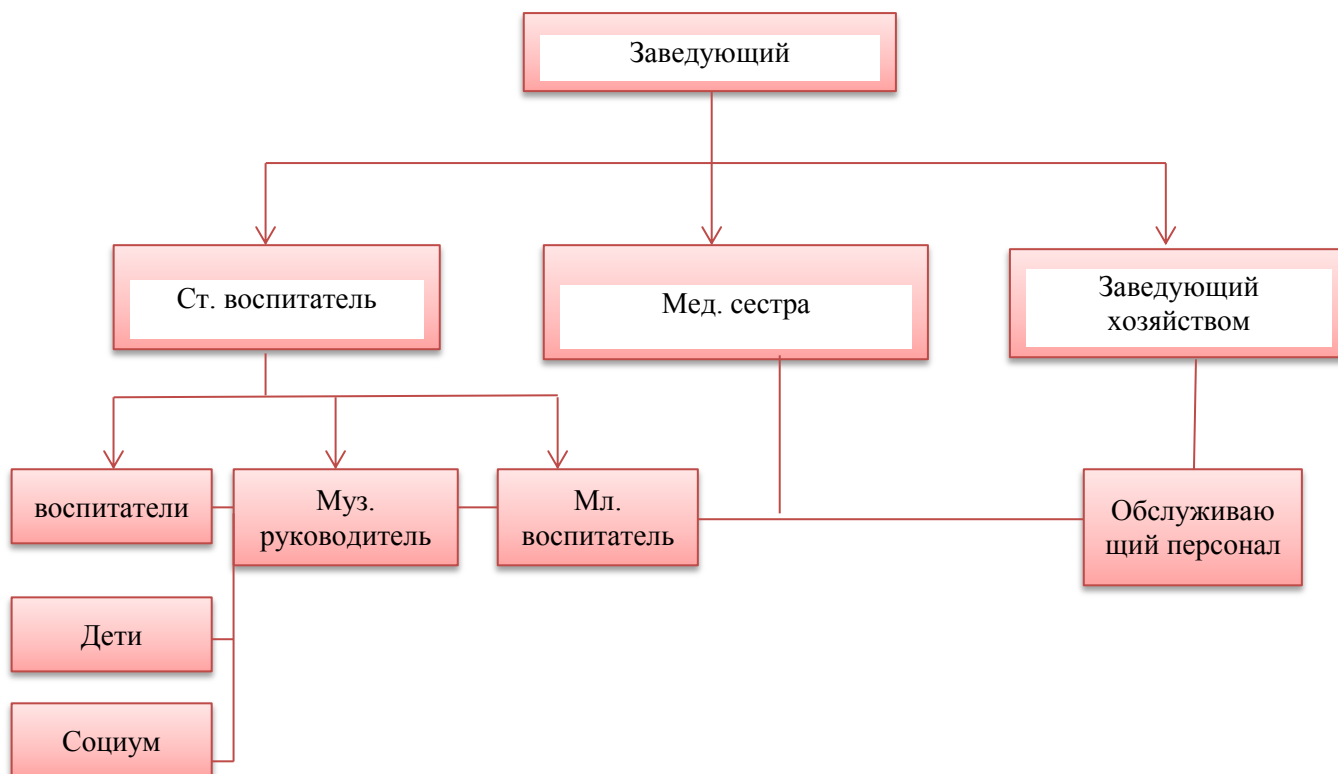 Заведующий
Ст. воспитатель
Мед. сестра
Заведующий
хозяйством
воспитатели
Муз.
руководитель
Мл.
воспитатель
Обслуживаю
щий персонал
Дети
Социум